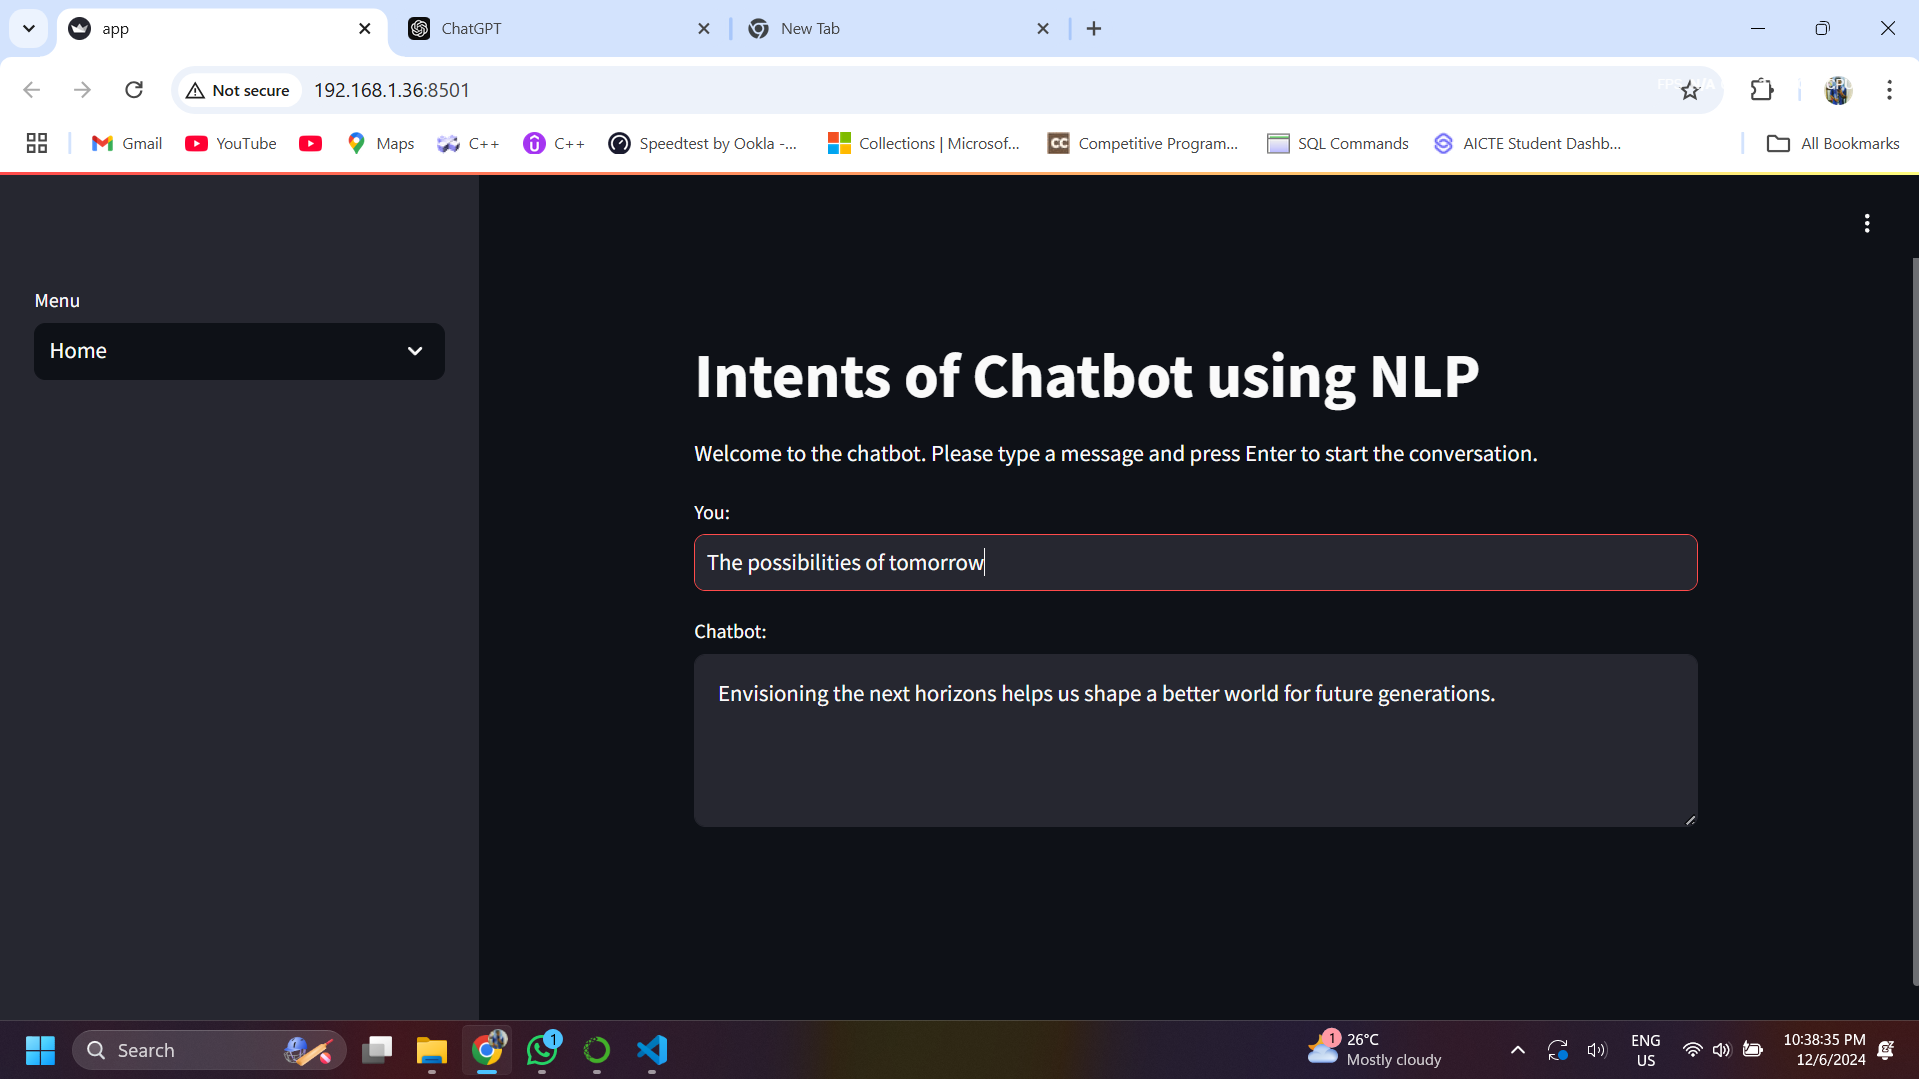 app
ChatGPT
New Tab
Not secure
192.168.1.36:8501
Gmail
YouTube
Maps
C++
C++
Speedtest by Ookla -...
Collections | Microsof...
CC
Competitive Program...
SQL Commands
AICTE Student Dashb...
All Bookmarks
Menu
Home
Intents of Chatbot using NLP
Welcome to the chatbot. Please type a message and press Enter to start the conversation.
You:
The possibilities of tomorrow
Chatbot:
Envisioning the next horizons helps us shape a better world for future generations.
Search
1
1
26°C
Mostly cloudy
ENG
US
10:38:35 PM
12/6/2024